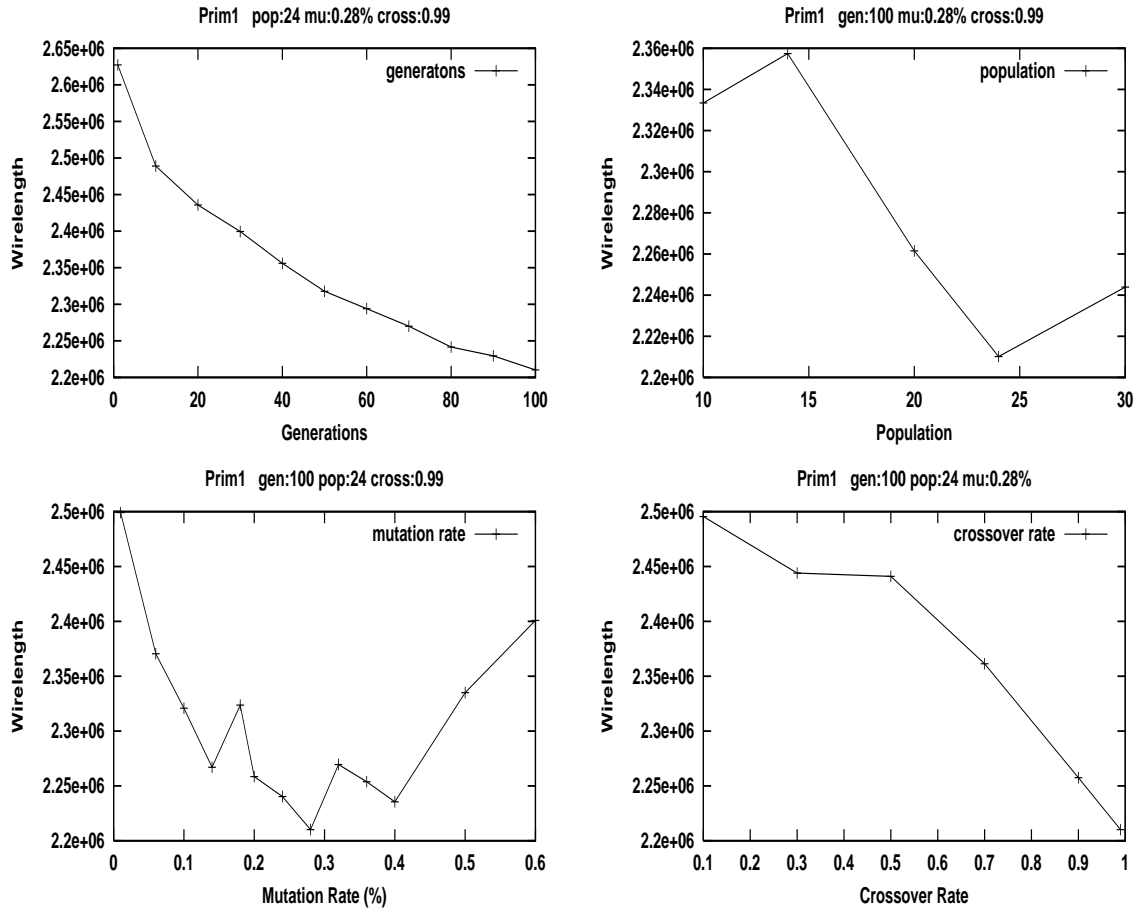 Prim1 pop:24 mu:0.28% cross:0.99
2.65e+06
2.6e+06
2.55e+06
2.5e+06
2.45e+06
2.4e+06
2.35e+06
2.3e+06
2.25e+06
2.2e+06
Wirelength
generatons
0 20 40 60 80 100
Generations
Prim1 gen:100 mu:0.28% cross:0.99
2.36e+06
2.34e+06
2.32e+06
2.3e+06
2.28e+06
2.26e+06
2.24e+06
2.22e+06
2.2e+06
Wirelength
population
10 15 20 25 30
Population
Prim1 gen:100 pop:24 cross:0.99
2.5e+06
2.45e+06
2.4e+06
2.35e+06
2.3e+06
2.25e+06
2.2e+06
Wirelength
mutation rate
0 0.1 0.2 0.3 0.4 0.5 0.6
Mutation Rate (%)
Prim1 gen:100 pop:24 mu:0.28%
2.5e+06
2.45e+06
2.4e+06
2.35e+06
2.3e+06
2.25e+06
2.2e+06
Wirelength
crossover rate
0.1 0.2 0.3 0.4 0.5 0.6 0.7 0.8 0.9 1
Crossover Rate